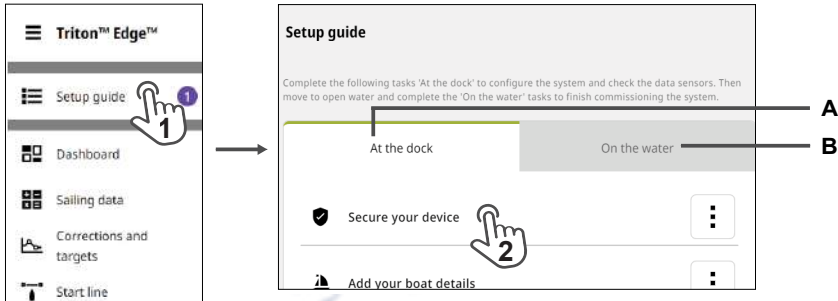 Triton™ Edge™
Setup guide
1
1
Dashboard
Sailing data
Corrections and
targets
Start line
Setup guide
Complete the following tasks 'At the dock' to configure the system and check the data sensors. Then
move to open water and complete the 'On the water' tasks to finish commissioning the system.
At the dock
On the water
Secure your device
2
Add your boat details
A
B